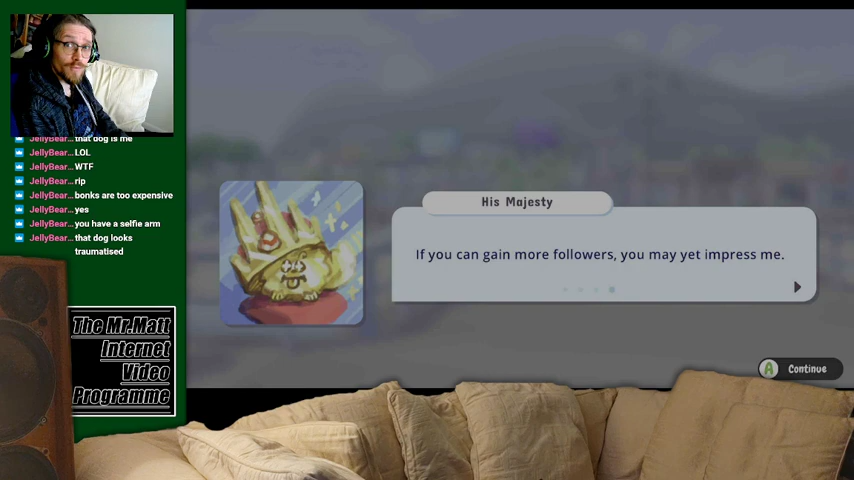 JellyBear... that dog is me
JellyBear... LOL
JellyBear... WTF
JellyBear... rip
JellyBear... bonks are too expensive
JellyBear... yes
JellyBear... you have a selfie arm
JellyBear... that dog looks
traumatised
The Mr.Matt
Internet
Video
Programme
His Majesty
If you can gain more followers, you may yet impress me.
A Continue